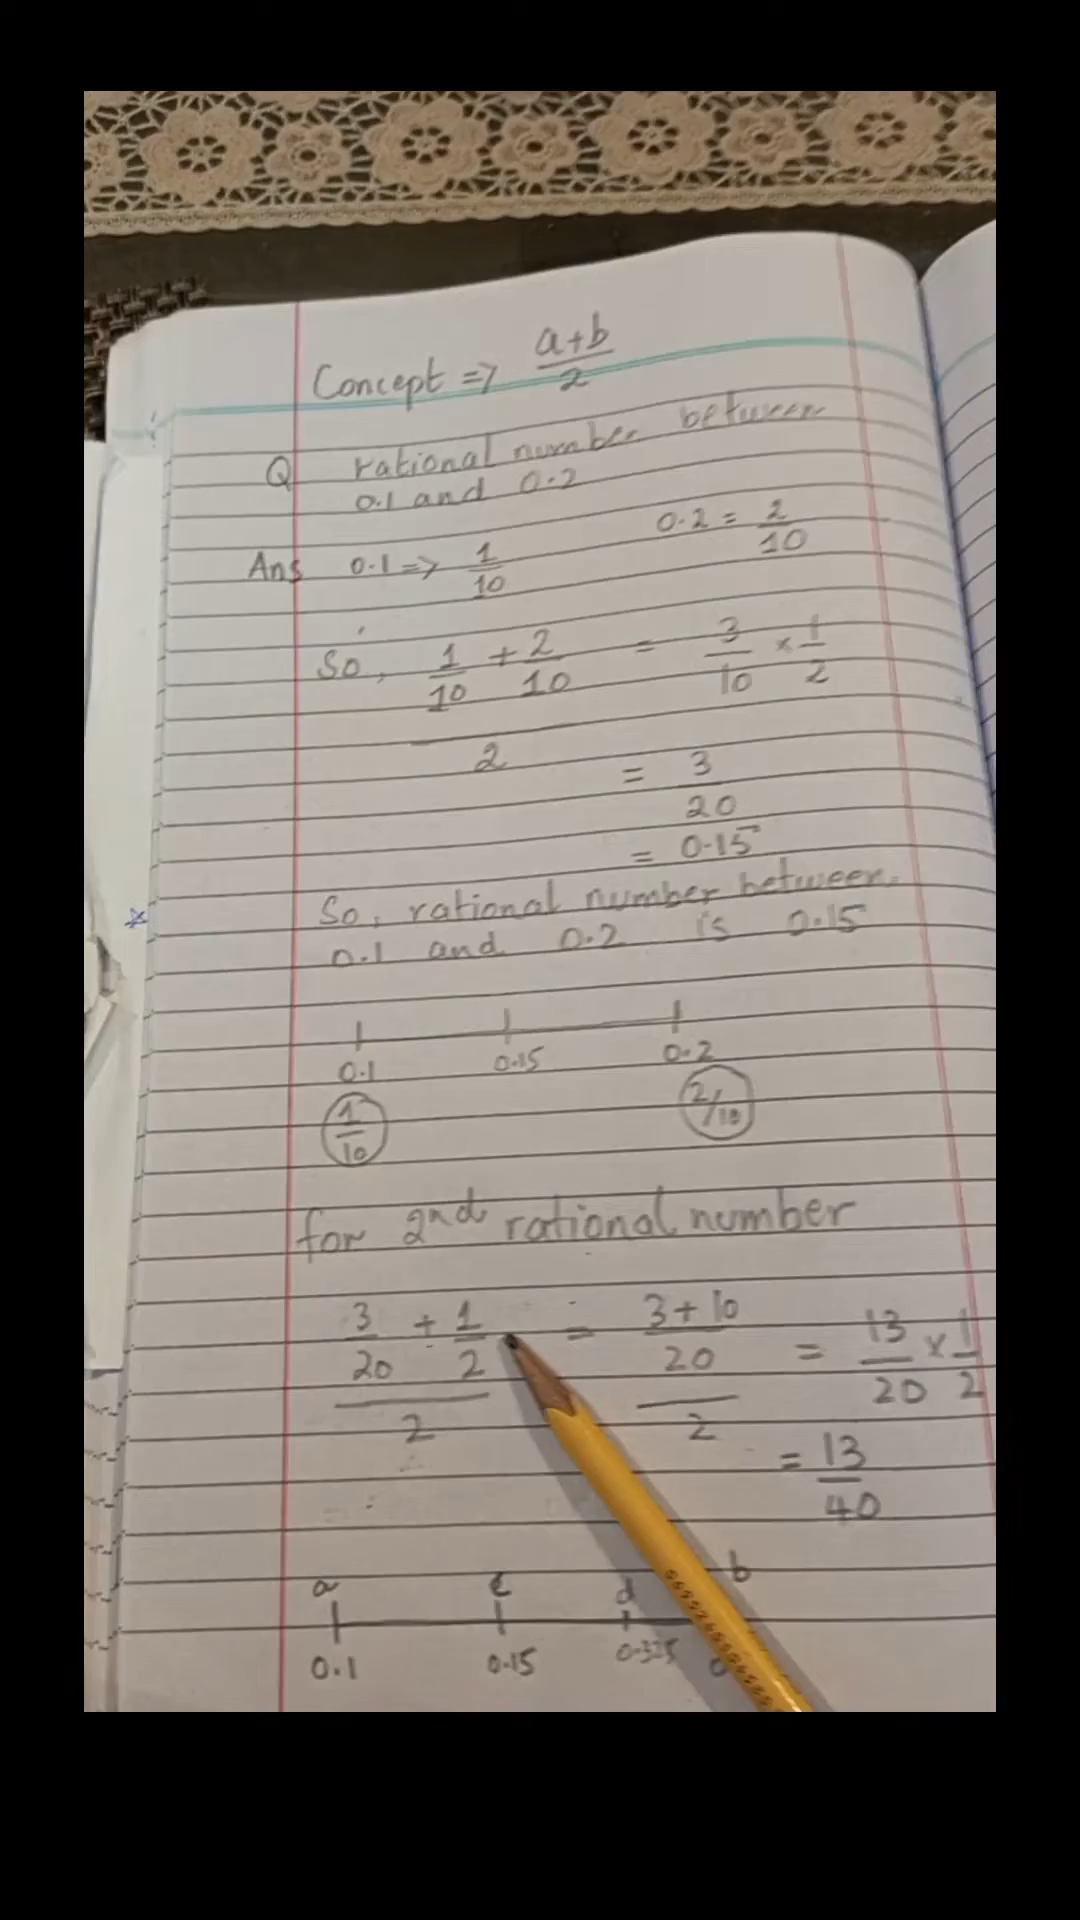 Concept => a+b/2
Q rational number between
0.1 and 0.2
Ans 0.1 => 1/10 0.2 = 2/10
So, 1/10 + 2/10 / 2 = 3/10 × 1/2
= 3/20
= 0.15
So, rational number between
0.1 and 0.2 is 0.15
0.1 0.15 0.2
1/10 2/10
for 2nd rational number
3/20 + 1/2 / 2 = 3+10/20 / 2 = 13/20 × 1/2
= 13/40
a c d b
0.1 0.15 0.325